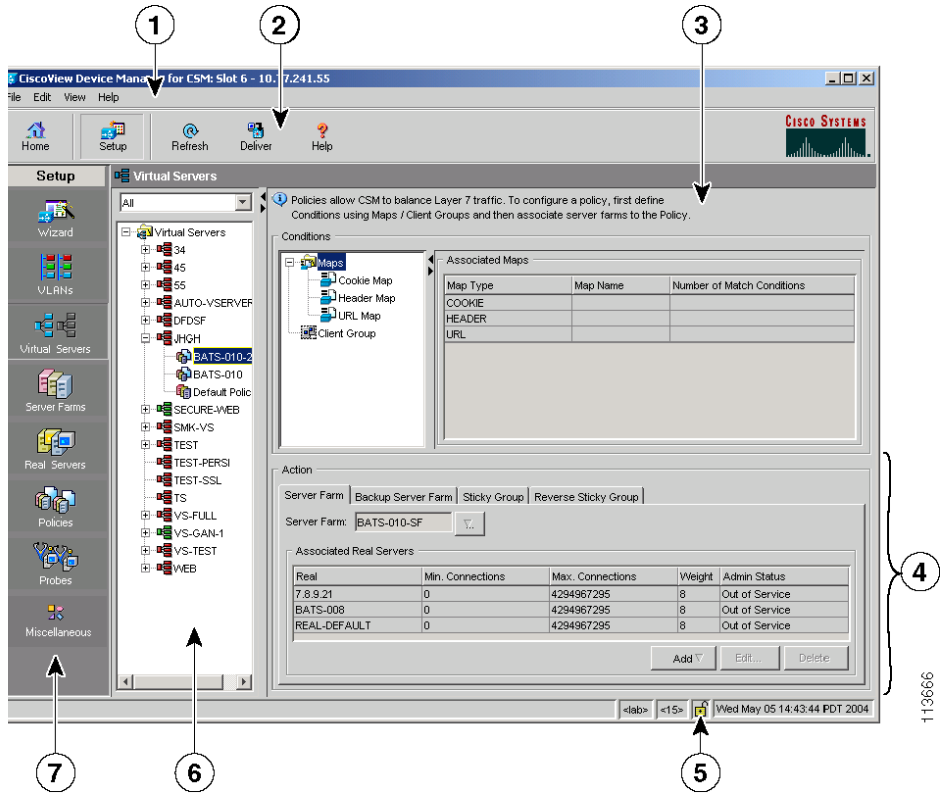 1
2
3
CiscoView Device Manager for CSM: Slot 6 - 10.17.241.55
File Edit View Help
Home
Setup
Refresh
Deliver
Help
CISCO SYSTEMS
Setup
Virtual Servers
Wizard
VLANs
Virtual Servers
Server Farms
Real Servers
Policies
Probes
Miscellaneous
All
Virtual Servers
34
45
55
AUTO-VSERVER
DFDSF
JHGH
BATS-010-2
BATS-010
Default Polic
SECURE-WEB
SMK-VS
TEST
TEST-PERSI
TEST-SSL
TS
VS-FULL
VS-GAN-1
VS-TEST
WEB
Policies allow CSM to balance Layer 7 traffic. To configure a policy, first define
Conditions using Maps / Client Groups and then associate server farms to the Policy.
Conditions
Maps
Cookie Map
Header Map
URL Map
Client Group
Associated Maps
Map Type Map Name Number of Match Conditions
COOKIE
HEADER
URL
Action
Server Farm Backup Server Farm Sticky Group Reverse Sticky Group
Server Farm: BATS-010-SF
Associated Real Servers
Real Min. Connections Max. Connections Weight Admin Status
7.8.9.21 0 4294967295 8 Out of Service
BATS-008 0 4294967295 8 Out of Service
REAL-DEFAULT 0 4294967295 8 Out of Service
Add Edit... Delete
<lab> <15> Wed May 05 14:43:44 PDT 2004
4
113666
7
6
5